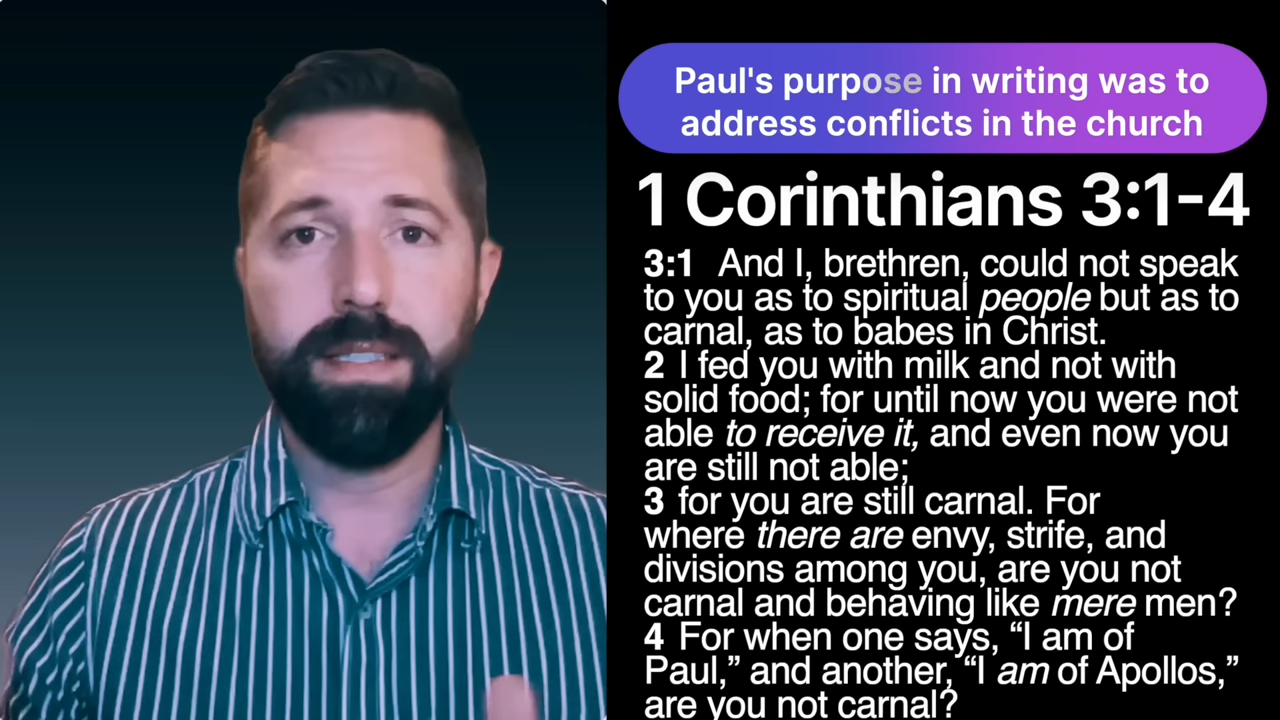 Paul's purpose in writing was to
address conflicts in the church
1 Corinthians 3:1-4
3:1 And I, brethren, could not speak
to you as to spiritual people but as to
carnal, as to babes in Christ.
2 I fed you with milk and not with
solid food; for until now you were not
able to receive it, and even now you
are still not able;
3 for you are still carnal. For
where there are envy, strife, and
divisions among you, are you not
carnal and behaving like mere men?
4 For when one says, “I am of
Paul,” and another, “I am of Apollos,”
are you not carnal?